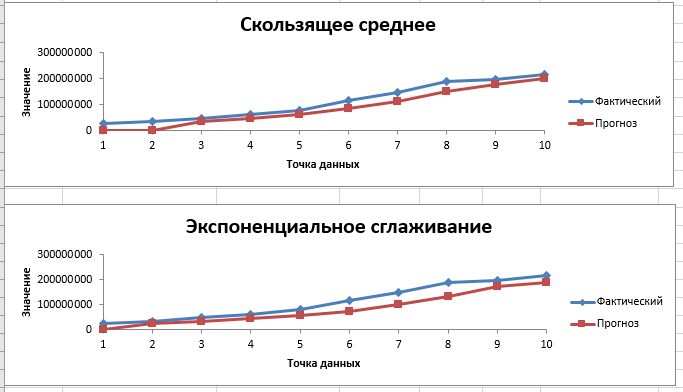 Скользящее среднее
300000000
200000000
100000000
0
Значение
1 2 3 4 5 6 7 8 9 10
Точка данных
Фактический
Прогноз
Экспоненциальное сглаживание
300000000
200000000
100000000
0
Значение
1 2 3 4 5 6 7 8 9 10
Точка данных
Фактический
Прогноз